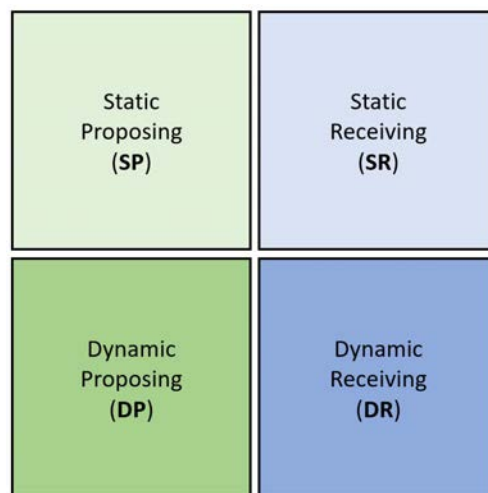 Static
Proposing
(SP)
Static
Receiving
(SR)
Dynamic
Proposing
(DP)
Dynamic
Receiving
(DR)